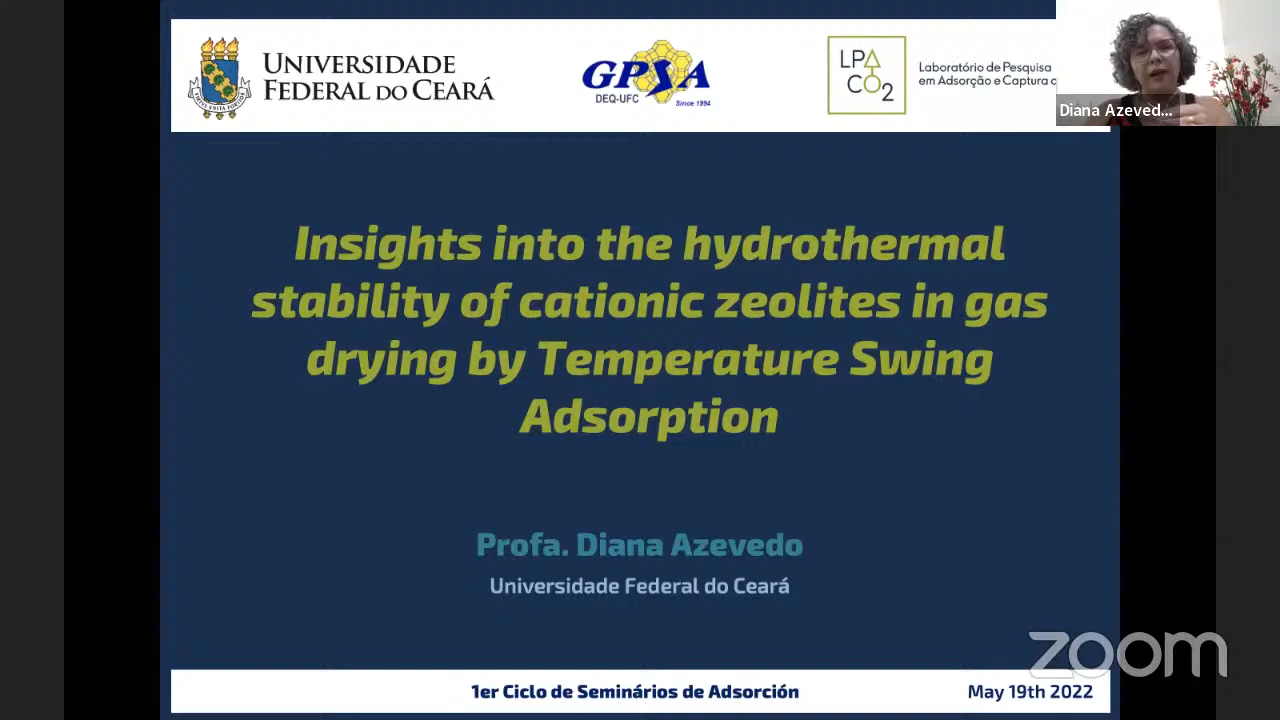 UNIVERSIDADE
FEDERAL DO CEARÁ
GPSA
DEQ-UFC
Since 1994
LPA
CO2
Laboratório de Pesquisa
em Adsorção e Captura
Diana Azeved...
Insights into the hydrothermal
stability of cationic zeolites in gas
drying by Temperature Swing
Adsorption
Profa. Diana Azevedo
Universidade Federal do Ceará
zoom
1er Ciclo de Seminários de Adsorción
May 19th 2022